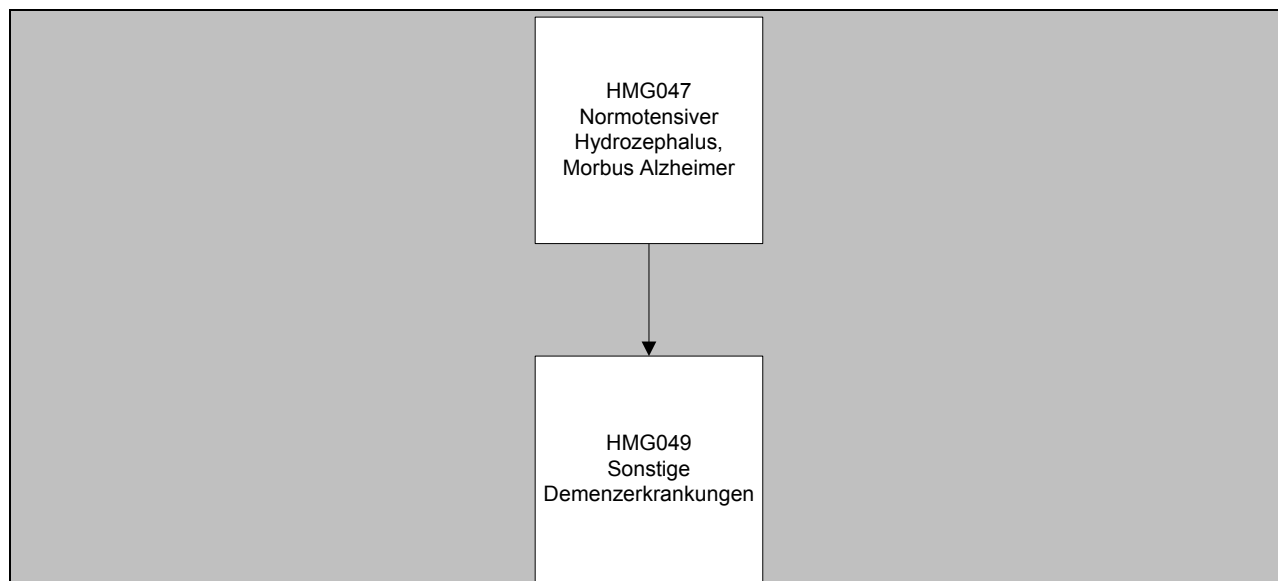 HMG047
Normotensiver
Hydrozephalus,
Morbus Alzheimer
HMG049
Sonstige
Demenzerkrankungen